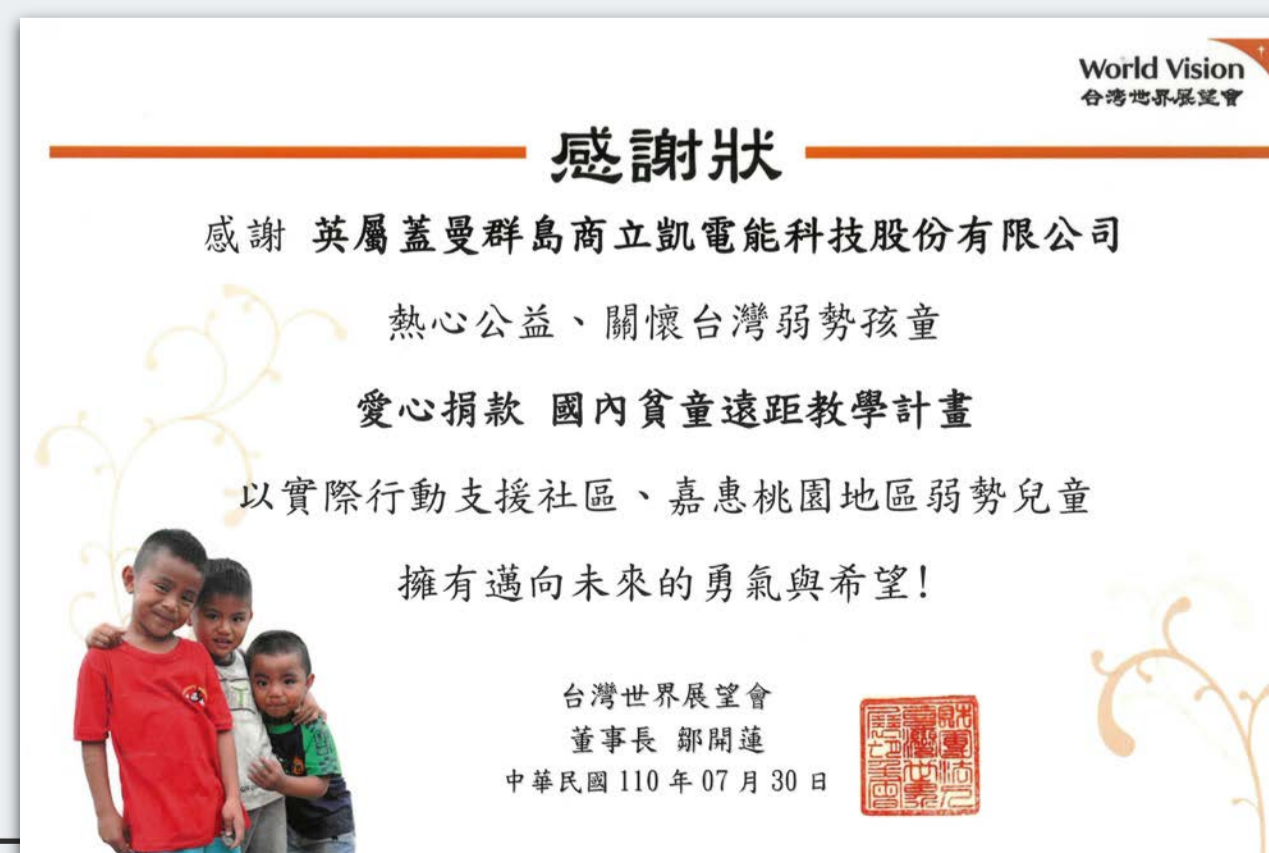 World Vision
台灣世界展望會
感謝狀
感謝 英屬蓋曼群島商立凱電能科技股份有限公司
熱心公益、關懷台灣弱勢孩童
愛心捐款 國內貧童遠距教學計畫
以實際行動支援社區、嘉惠桃園地區弱勢兒童
擁有邁向未來的勇氣與希望!
台灣世界展望會
董事長 鄒開蓮
中華民國 110 年 07 月 30 日